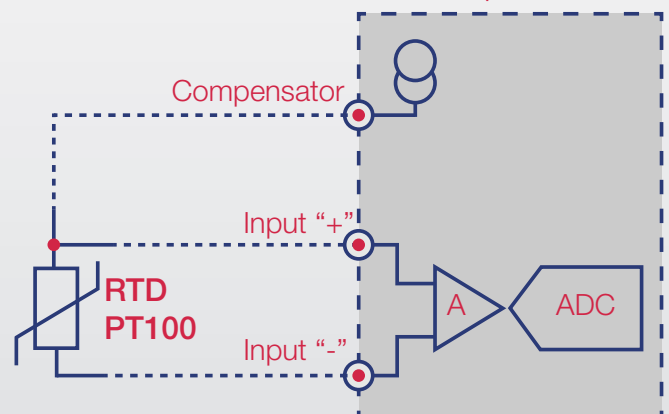 Compensator
Input “+”
RTD
PT100
A
ADC
Input “-”